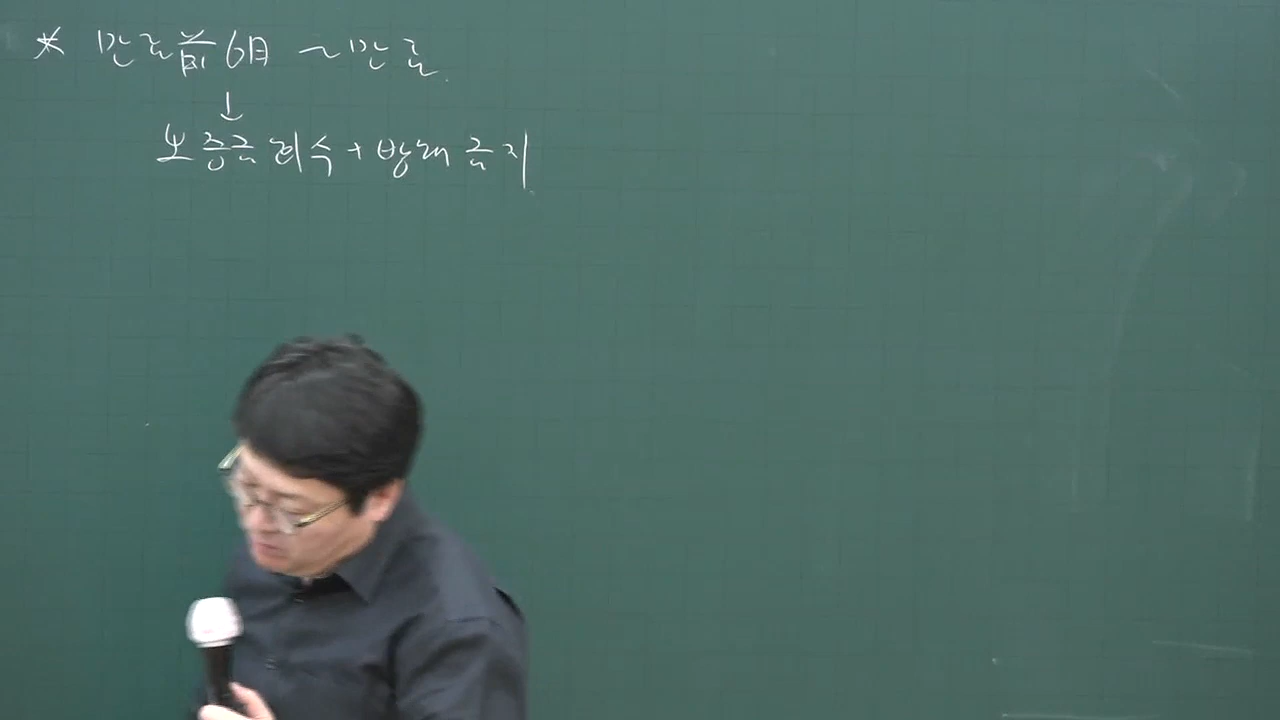 * 만료前 6月 ~ 만료
↓
보증금 회수 + 방해 금지